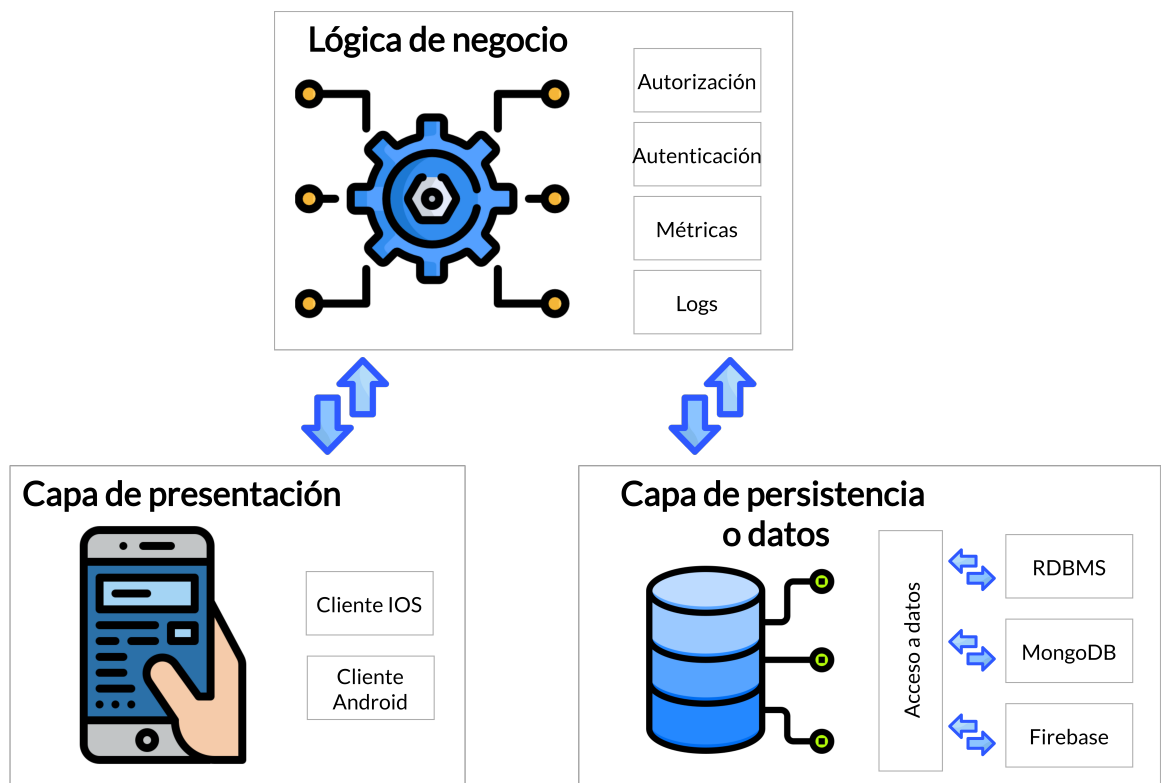 Lógica de negocio
Autorización
Autenticación
Métricas
Logs
Capa de presentación
Cliente IOS
Cliente
Android
Capa de persistencia
o datos
Acceso a datos
RDBMS
MongoDB
Firebase